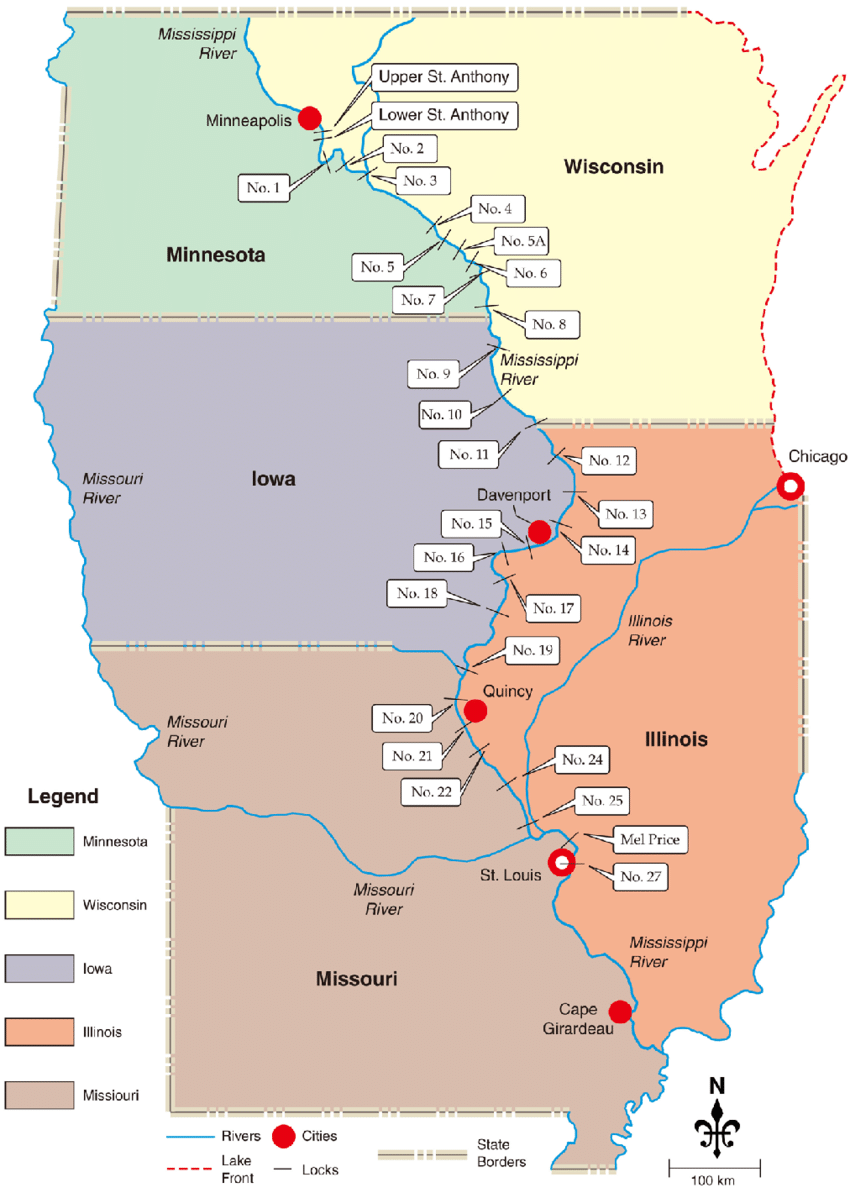 Mississippi
River
Upper St. Anthony
Minneapolis
Lower St. Anthony
No. 2
No. 1
No. 3
Wisconsin
No. 4
No. 5A
Minnesota
No. 5
No. 6
No. 7
No. 8
No. 9
Mississippi
River
No. 10
No. 11
No. 12
Chicago
Missouri
River
Iowa
Davenport
No. 13
No. 15
No. 14
No. 16
No. 18
No. 17
Illinois
River
No. 19
Quincy
No. 20
Missouri
River
No. 21
Illinois
No. 24
No. 22
No. 25
Mel Price
St. Louis
No. 27
Missouri
River
Mississippi
River
Missouri
Cape
Girardeau
Legend
Minnesota
Wisconsin
Iowa
Illinois
Missiouri
Rivers
Cities
Lake
Front
Locks
State
Borders
N
100 km